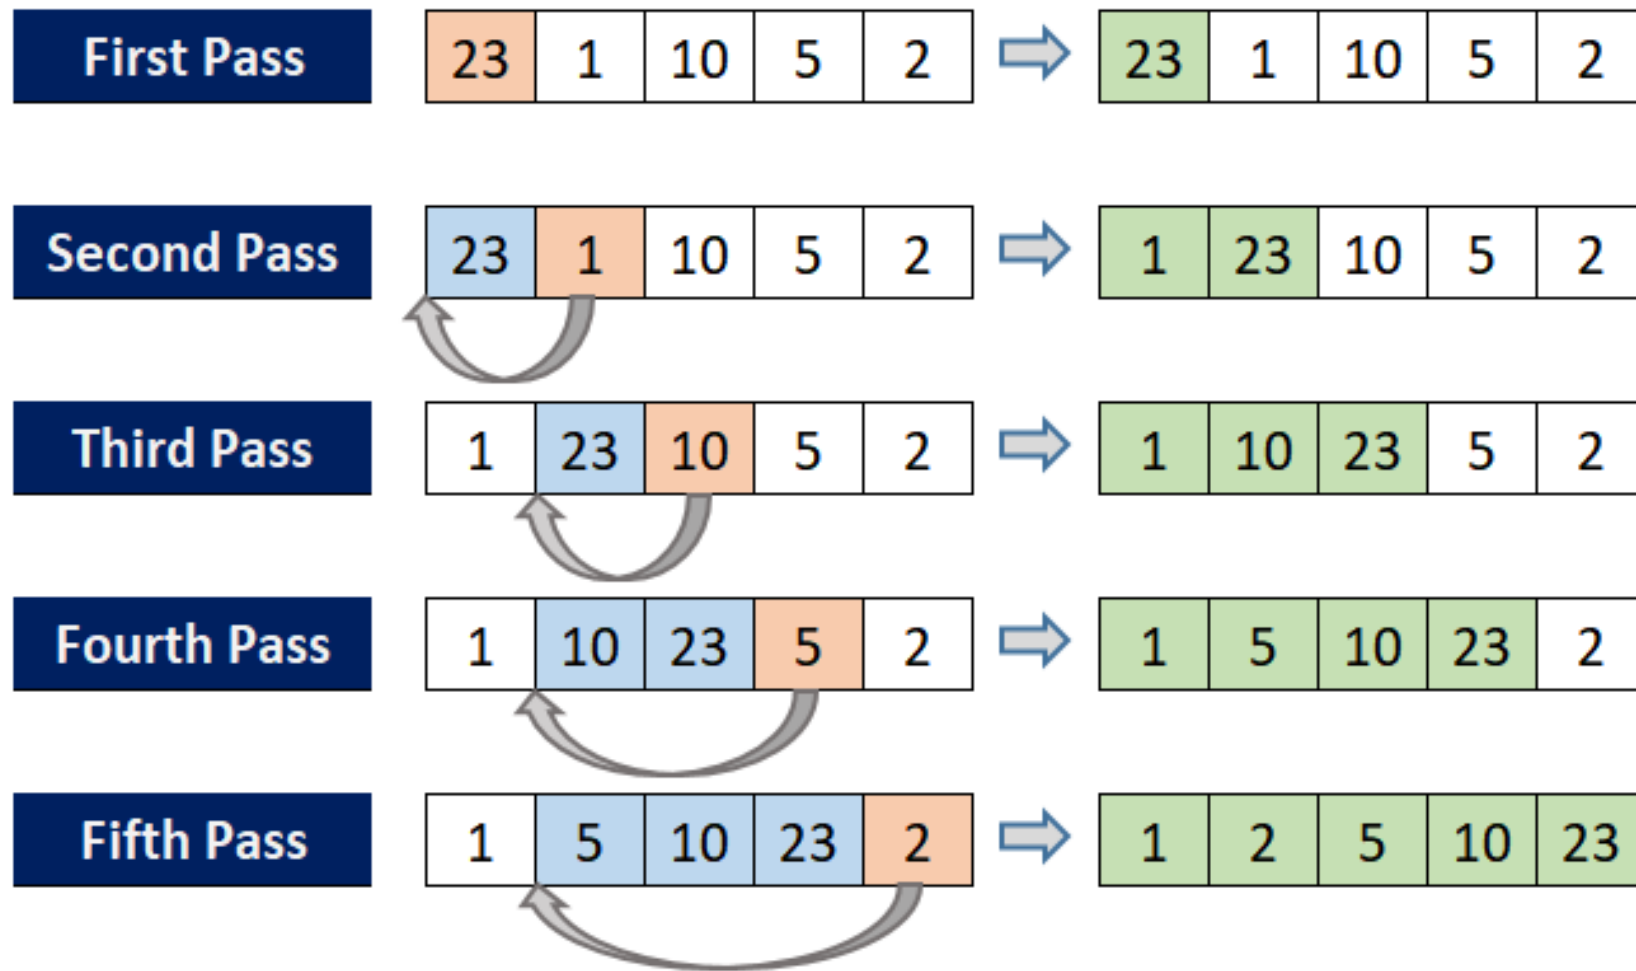 First Pass 23 1 10 5 2 23 1 10 5 2
Second Pass 23 1 10 5 2 1 23 10 5 2
Third Pass 1 23 10 5 2 1 10 23 5 2
Fourth Pass 1 10 23 5 2 1 5 10 23 2
Fifth Pass 1 5 10 23 2 1 2 5 10 23